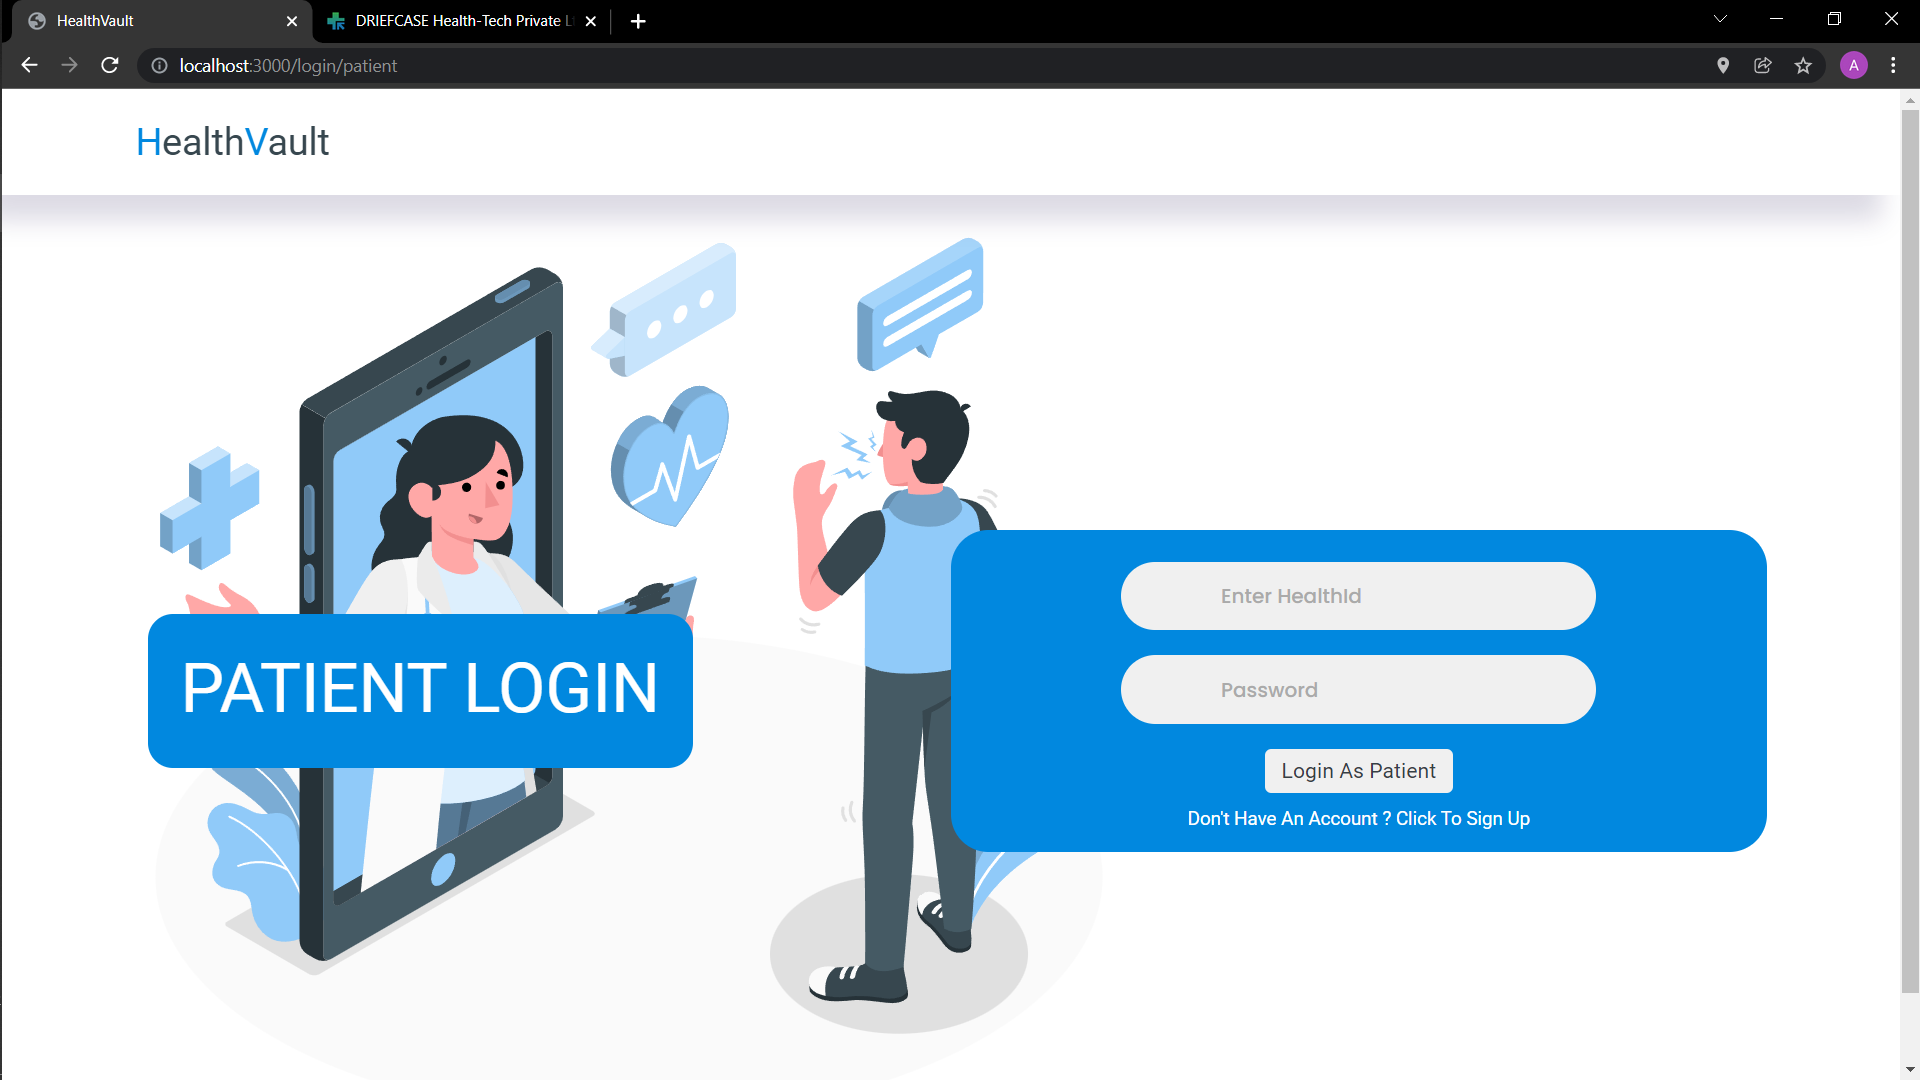 HealthVault
DRIEFCASE Health-Tech Private L
localhost:3000/login/patient
A
HealthVault
PATIENT LOGIN
Enter HealthId
Password
Login As Patient
Don't Have An Account ? Click To Sign Up